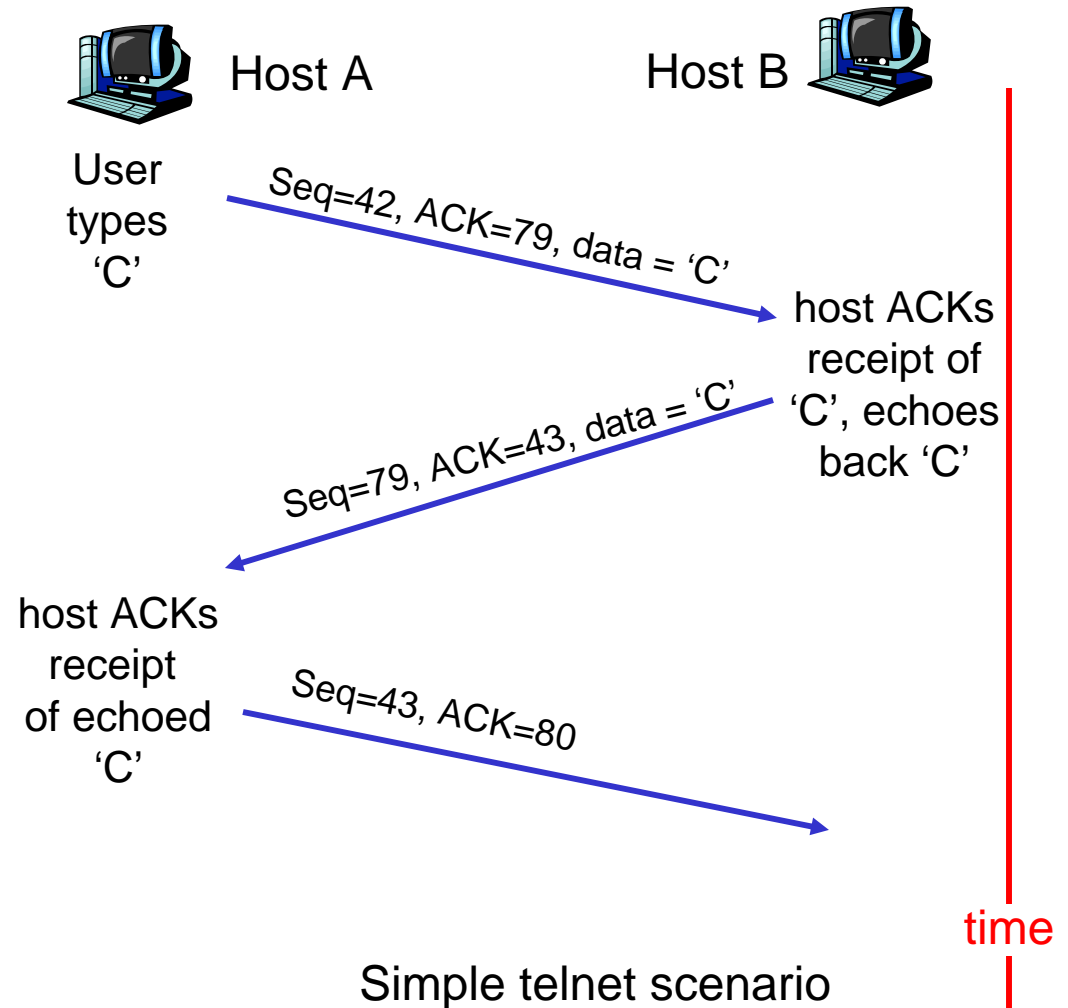 Host A
Host B
User
types
‘C’
Seq=42, ACK=79, data = ‘C’
host ACKs
receipt of
‘C’, echoes
back ‘C’
Seq=79, ACK=43, data = ‘C’
host ACKs
receipt
of echoed
‘C’
Seq=43, ACK=80
time
Simple telnet scenario